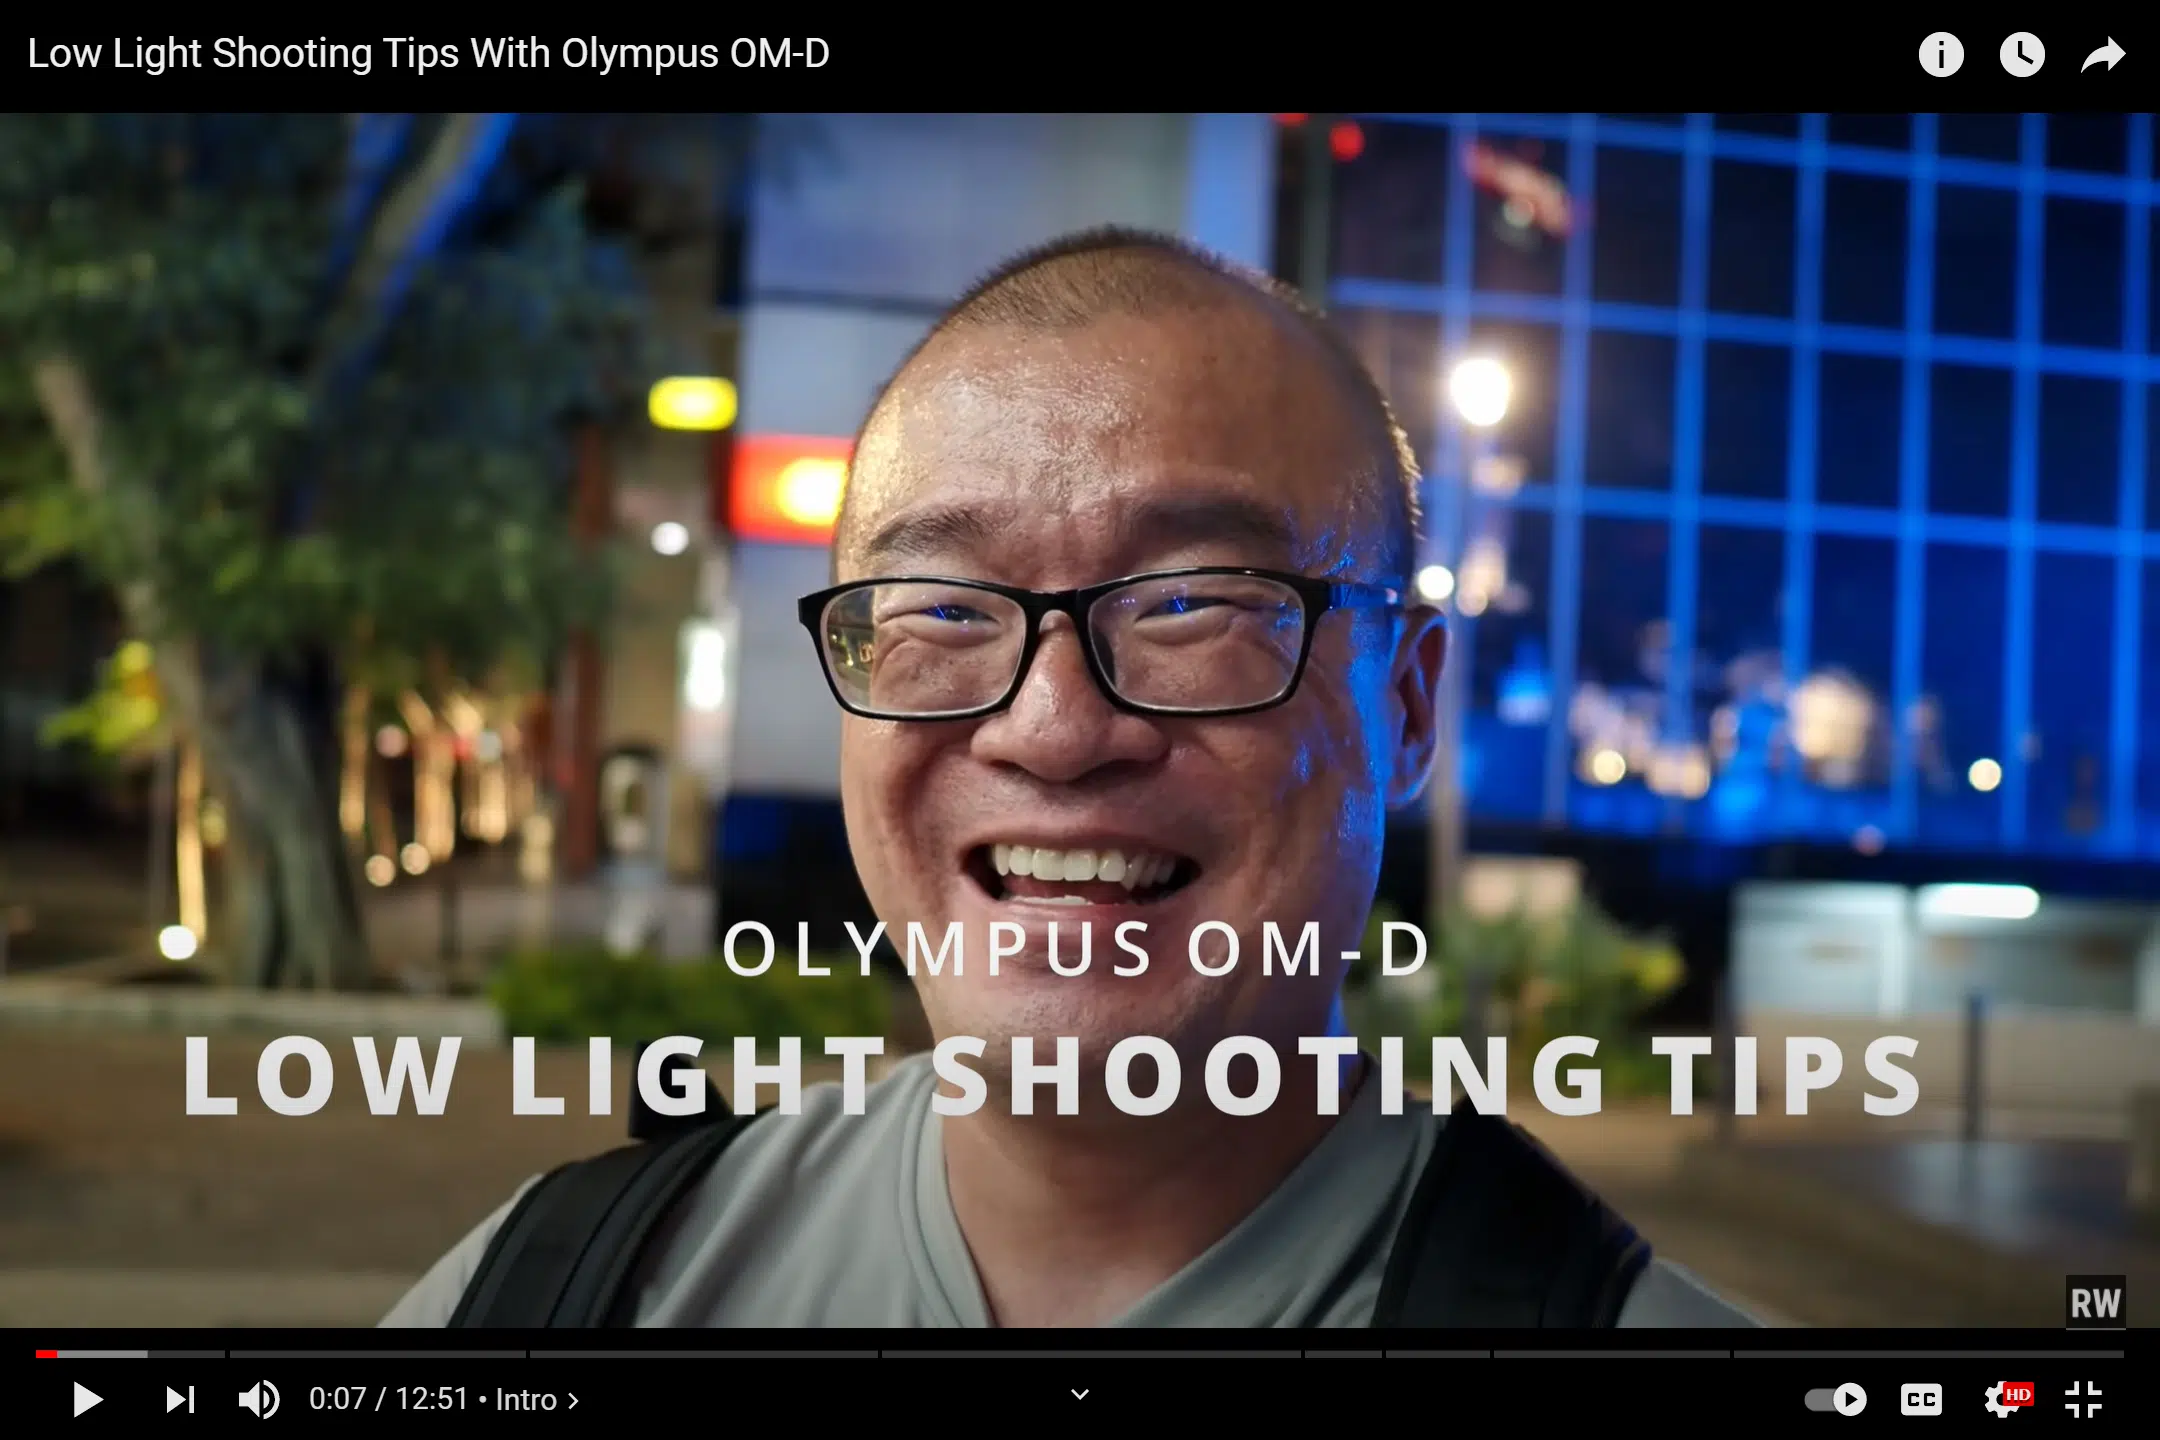 Low Light Shooting Tips With Olympus OM-D
OLYMPUS OM-D
LOW LIGHT SHOOTING TIPS
RW
0:07 / 12:51 • Intro
CC
HD